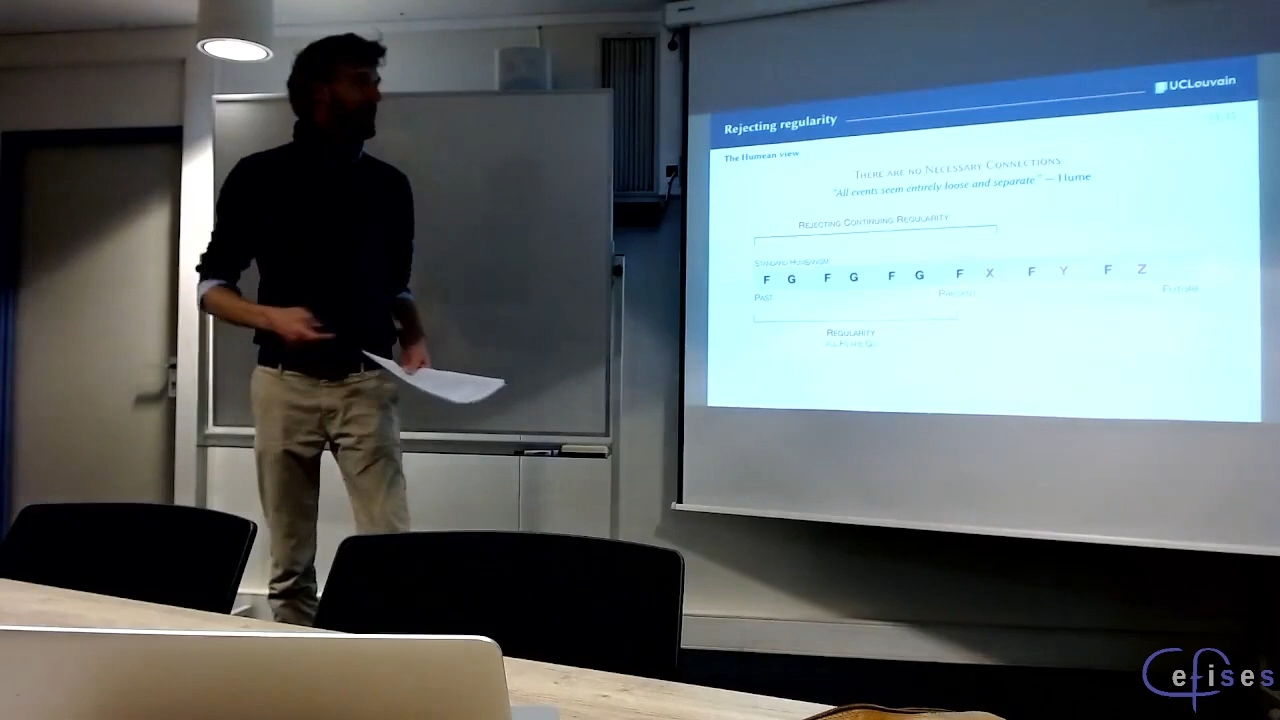 UCLouvain
Rejecting regularity
The Humean view
THERE ARE NO NECESSARY CONNECTIONS
"All events seem entirely loose and separate" — Hume
REJECTING CONTINUING REGULARITY
STANDARD HUMEANISM
F G F G F G F X F Y F Z
PAST PRESENT FUTURE
REGULARITY
Cefises